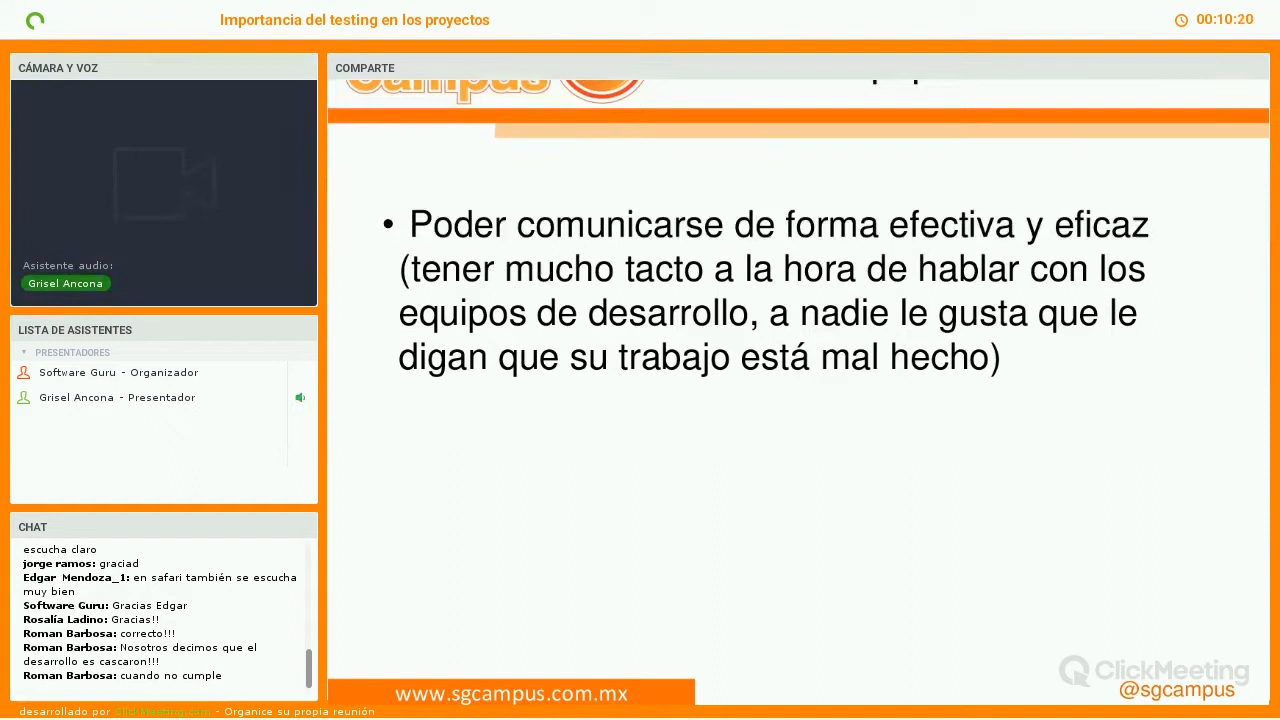 Importancia del testing en los proyectos
00:10:20
CÁMARA Y VOZ
Asistente audio:
Grisel Ancona
LISTA DE ASISTENTES
PRESENTADORES
Software Guru - Organizador
Grisel Ancona - Presentador
CHAT
escucha claro
jorge ramos: graciad
Edgar Mendoza_1: en safari también se escucha
muy bien
Software Guru: Gracias Edgar
Rosalía Ladino: Gracias!!
Roman Barbosa: correcto!!!
Roman Barbosa: Nosotros decimos que el
desarrollo es cascaron!!!
Roman Barbosa: cuando no cumple
COMPARTE
Campus
• Poder comunicarse de forma efectiva y eficaz
(tener mucho tacto a la hora de hablar con los
equipos de desarrollo, a nadie le gusta que le
digan que su trabajo está mal hecho)
www.sgcampus.com.mx
ClickMeeting
@sgcampus
desarrollado por ClickMeeting.com - Organice su propia reunión